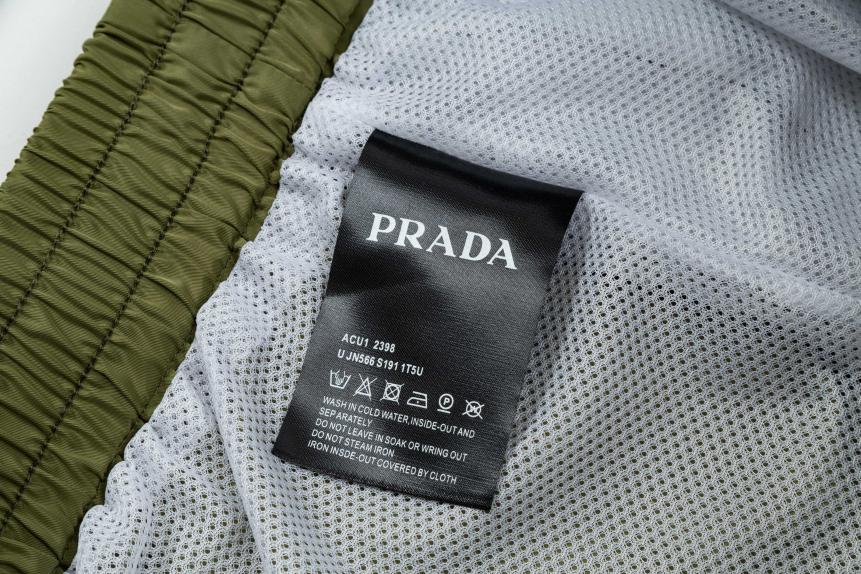 PRADA
ACU1 2398
U JN566 S191 1T5U
WASH IN COLD WATER, INSIDE-OUT AND
SEPARATELY
DO NOT LEAVE IN SOAK OR WRING OUT
DO NOT STEAM IRON
IRON INSDE-OUT COVERED BY CLOTH